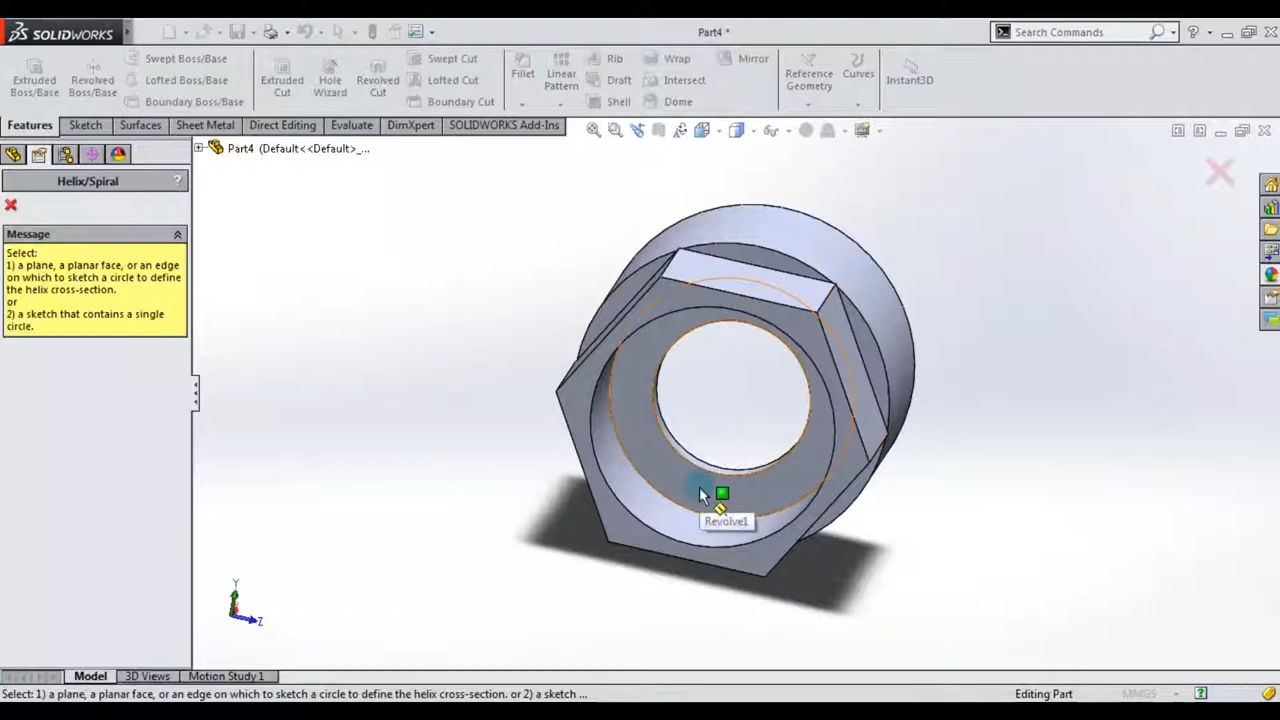 SOLIDWORKS
Part4 *
Search Commands
Extruded Boss/Base
Revolved Boss/Base
Swept Boss/Base
Lofted Boss/Base
Boundary Boss/Base
Extruded Cut
Hole Wizard
Revolved Cut
Swept Cut
Lofted Cut
Boundary Cut
Fillet
Linear Pattern
Rib
Draft
Shell
Wrap
Intersect
Dome
Mirror
Reference Geometry
Curves
Instant3D
Features
Sketch
Surfaces
Sheet Metal
Direct Editing
Evaluate
DimXpert
SOLIDWORKS Add-Ins
Part4 (Default<<Default>_...
Helix/Spiral
?
Message
Select:
1) a plane, a planar face, or an edge
on which to sketch a circle to define
the helix cross-section.
or
2) a sketch that contains a single
circle.
Revolve1
Y
Z
Model
3D Views
Motion Study 1
Select: 1) a plane, a planar face, or an edge on which to sketch a circle to define the helix cross-section. or 2) a sketch ...
Editing Part
MMGS